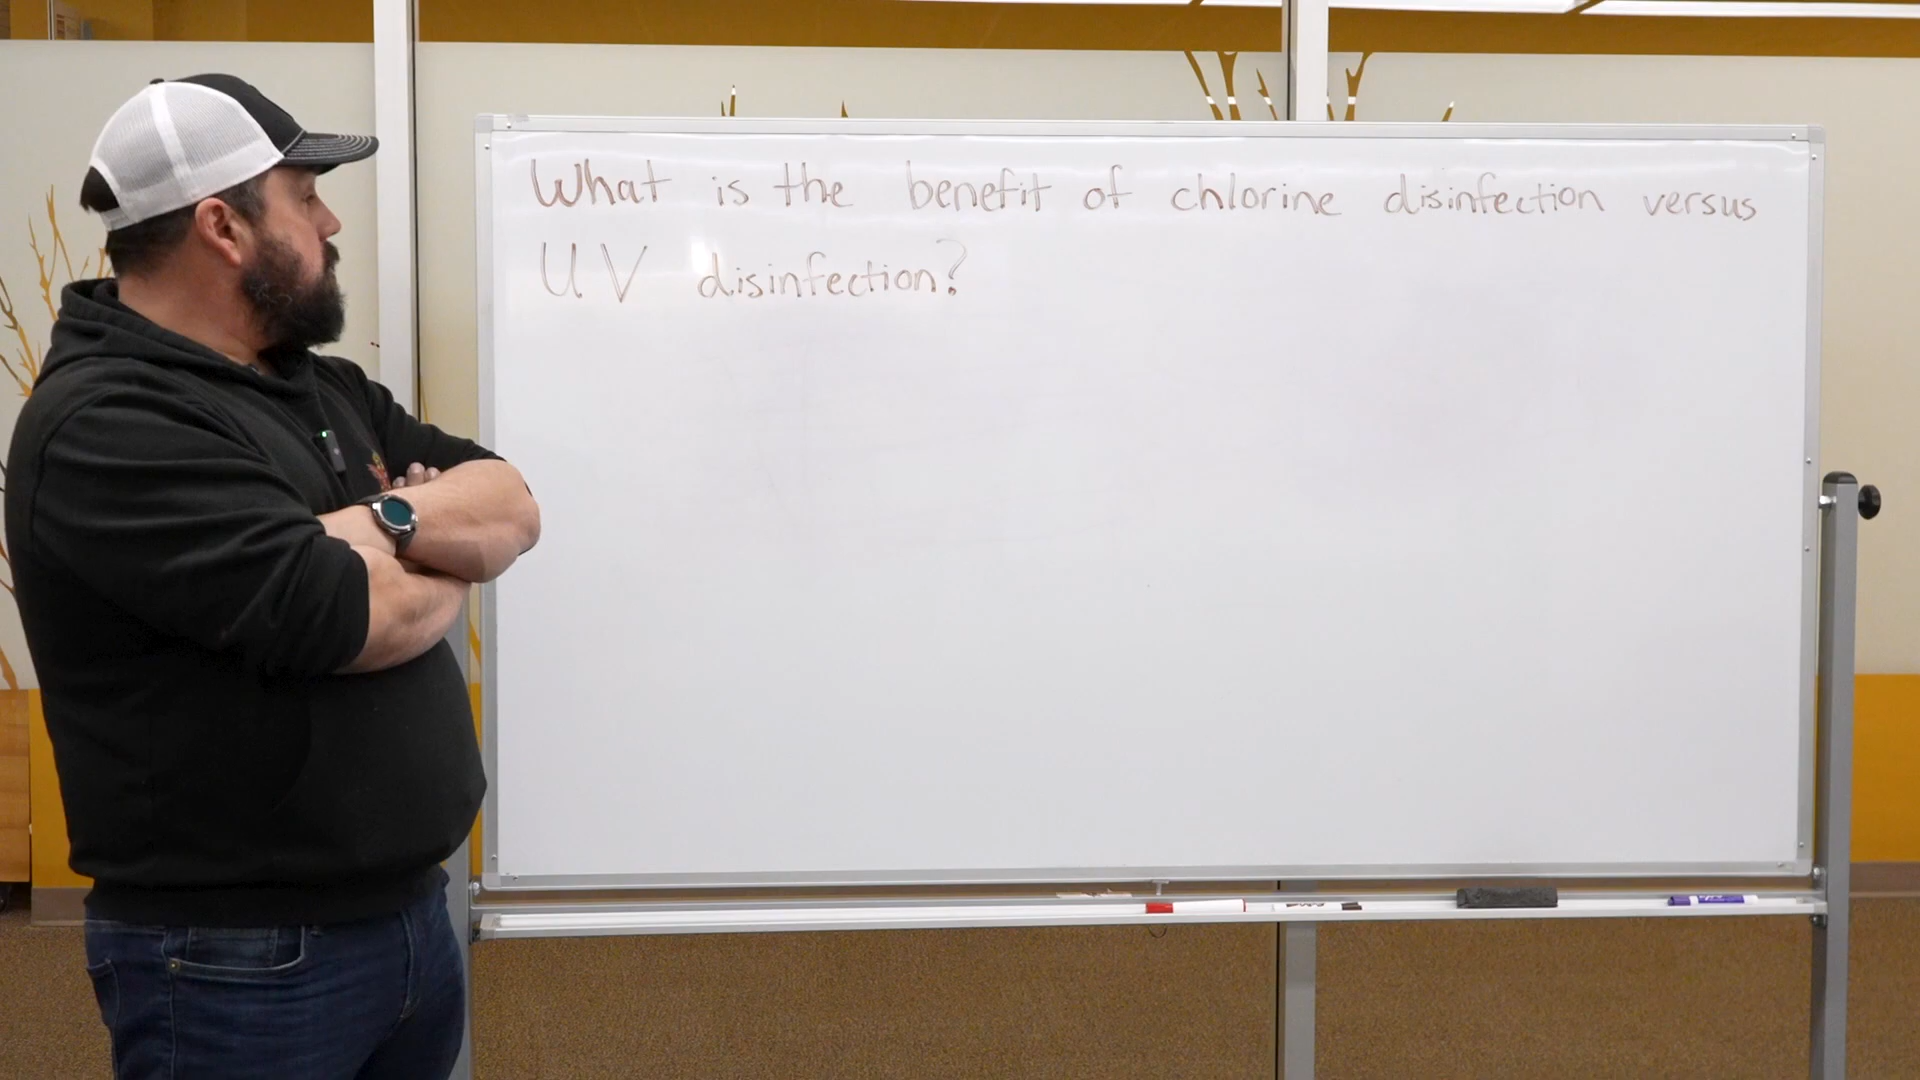 What is the benefit of chlorine disinfection versus
UV disinfection?